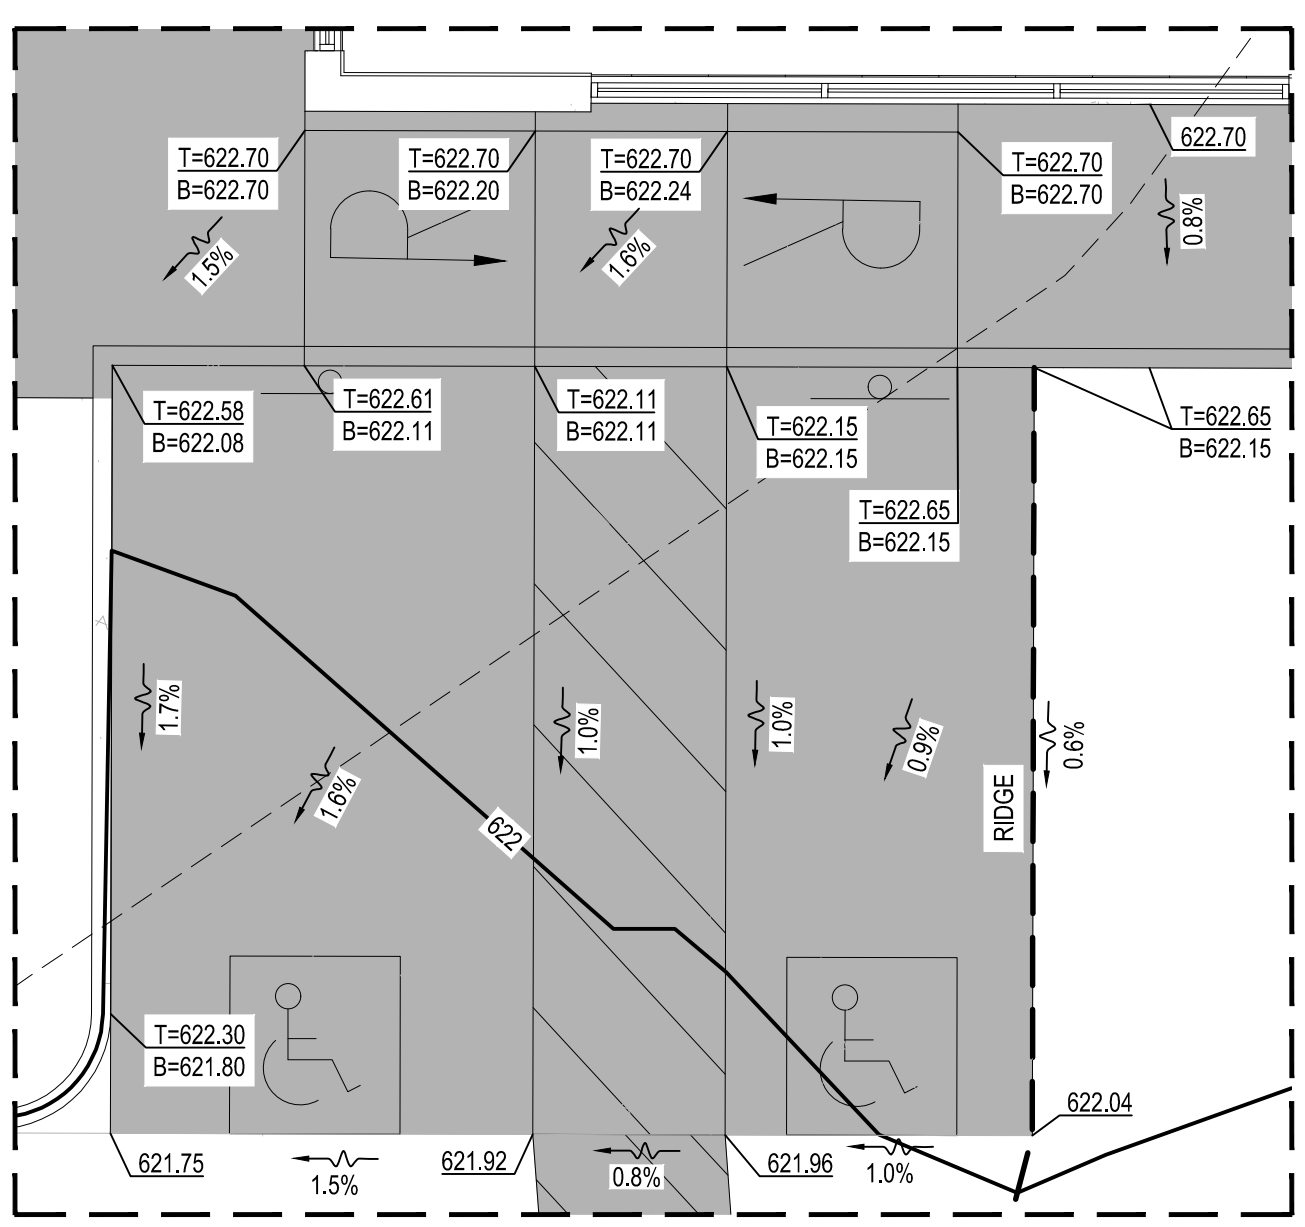 T=622.70
B=622.70
T=622.70
B=622.20
T=622.70
B=622.24
T=622.70
B=622.70
622.70
1.5%
1.6%
0.8%
T=622.58
B=622.08
T=622.61
B=622.11
T=622.11
B=622.11
T=622.15
B=622.15
T=622.65
B=622.15
T=622.65
B=622.15
1.7%
1.6%
1.0%
1.0%
0.9%
0.6%
RIDGE
622
T=622.30
B=621.80
622.04
621.75
1.5%
621.92
0.8%
621.96
1.0%